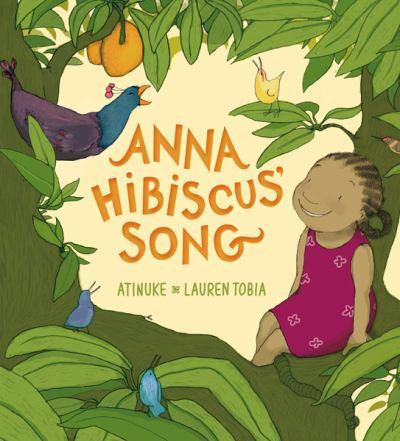 ANNA
HiBiSCUS'
SONG
ATINUKE ⌘ LAUREN TOBIA